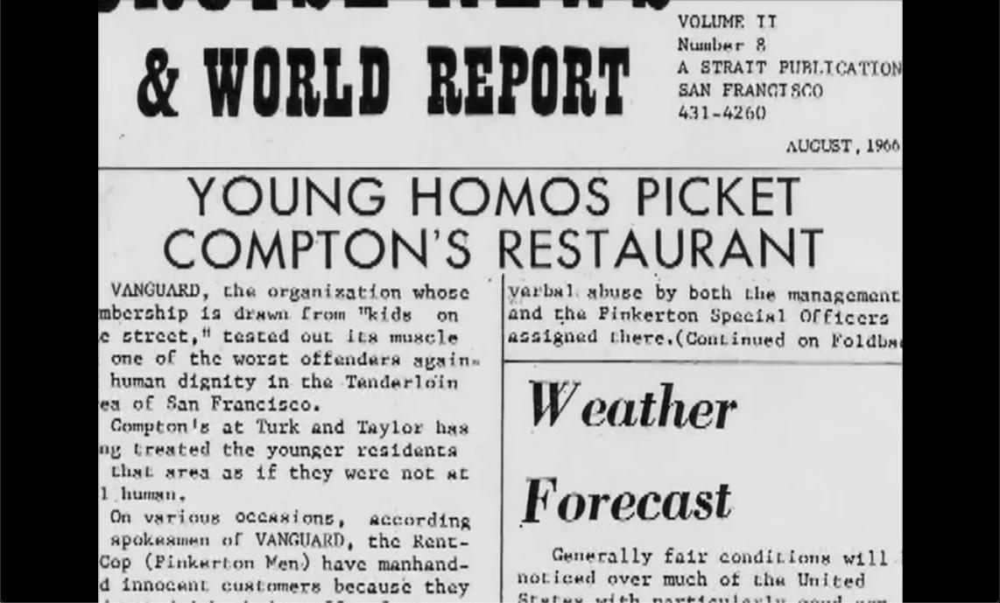 & WORLD REPORT
VOLUME II
Number 8
A STRAIT PUBLICATION
SAN FRANCISCO
431-4260
AUGUST, 1966
YOUNG HOMOS PICKET
COMPTON'S RESTAURANT
VANGUARD, the organization whose
mbership is drawn from "kids on
e street," tested out its muscle
one of the worst offenders again-
human dignity in the Tenderloin
ea of San Francisco.
Compton's at Turk and Taylor has
ng treated the younger residents
that area as if they were not at
l human.
On various occasions, according
spokesmen of VANGUARD, the Rent-
Cop (Pinkerton Men) have manhand-
d innocent customers because they
verbal abuse by both the management
and the Pinkerton Special Officers
assigned there.(Continued on Foldba
Weather
Forecast
Generally fair conditions will
noticed over much of the United
States with particularly good